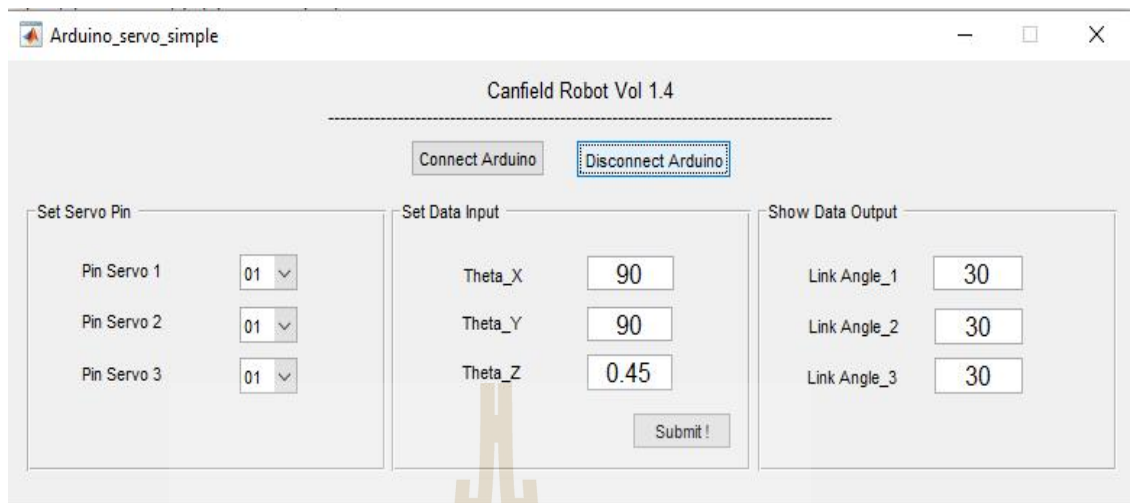 Arduino_servo_simple
Canfield Robot Vol 1.4
Connect Arduino
Disconnect Arduino
Set Servo Pin
Pin Servo 1
01
Pin Servo 2
01
Pin Servo 3
01
Set Data Input
Theta_X
90
Theta_Y
90
Theta_Z
0.45
Submit !
Show Data Output
Link Angle_1
30
Link Angle_2
30
Link Angle_3
30